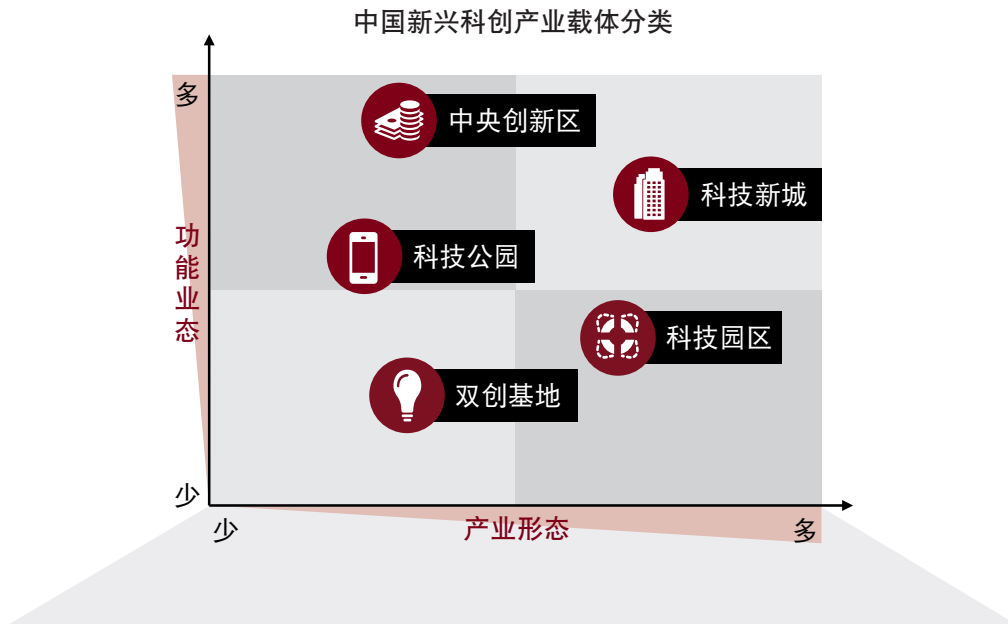 中国新兴科创产业载体分类
多
中央创新区
科技新城
功能业态
科技公园
科技园区
双创基地
少
少
产业形态
多